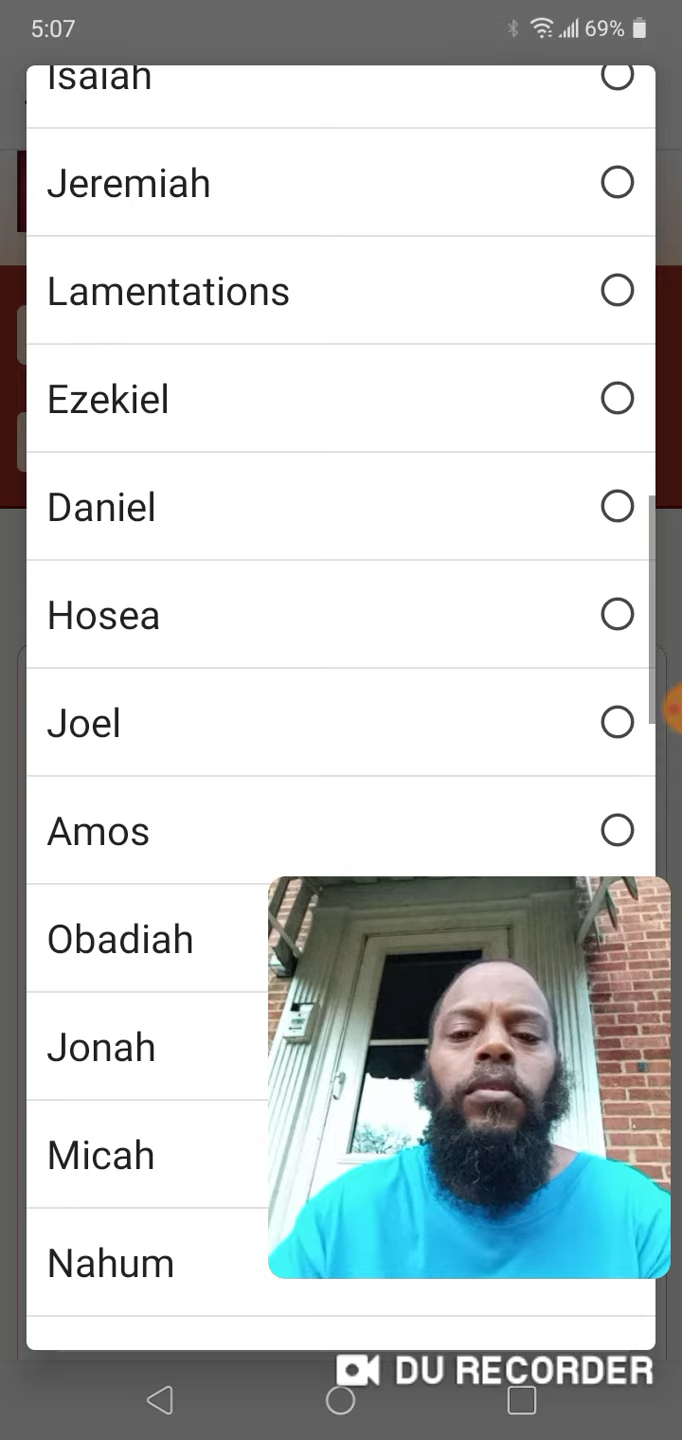 5:07
69%
Isaiah
Jeremiah
Lamentations
Ezekiel
Daniel
Hosea
Joel
Amos
Obadiah
Jonah
Micah
Nahum
DU RECORDER